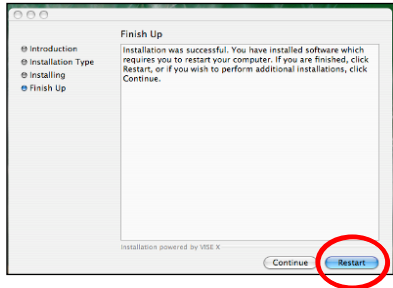 Finish Up
Introduction
Installation Type
Installing
Finish Up
Installation was successful. You have installed software which
requires you to restart your computer. If you are finished, click
Restart, or if you wish to perform additional installations, click
Continue.
Installation powered by VISE X
Continue
Restart